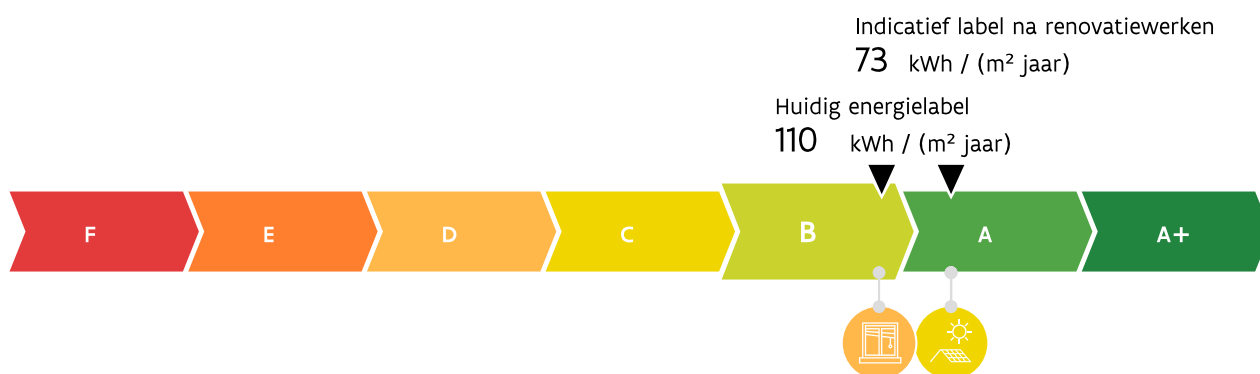 Indicatief label na renovatiewerken
73 kWh / (m² jaar)
Huidig energielabel
110 kWh / (m² jaar)
F E D C B A A+